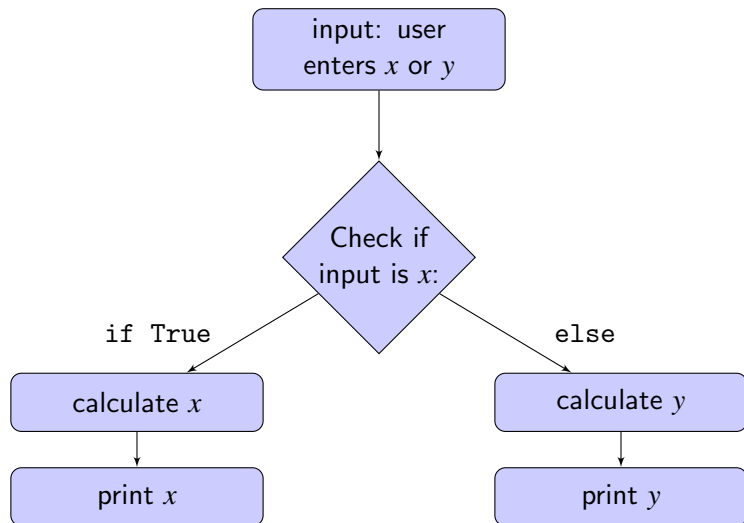 input: user
enters x or y
Check if
input is x:
if True
else
calculate x
calculate y
print x
print y